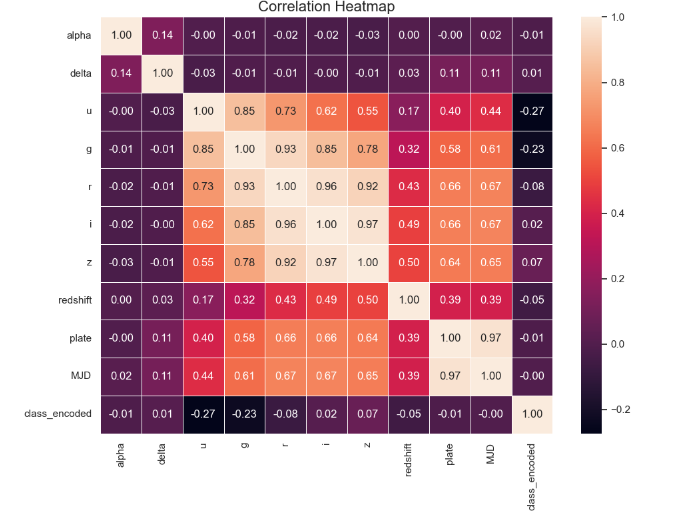 Correlation Heatmap
alpha 1.00 0.14 -0.00 -0.01 -0.02 -0.02 -0.03 0.00 -0.00 0.02 -0.01
delta 0.14 1.00 -0.03 -0.01 -0.01 -0.00 -0.01 0.03 0.11 0.11 0.01
u -0.00 -0.03 1.00 0.85 0.73 0.62 0.55 0.17 0.40 0.44 -0.27
g -0.01 -0.01 0.85 1.00 0.93 0.85 0.78 0.32 0.58 0.61 -0.23
r -0.02 -0.01 0.73 0.93 1.00 0.96 0.92 0.43 0.66 0.67 -0.08
i -0.02 -0.00 0.62 0.85 0.96 1.00 0.97 0.49 0.66 0.67 0.02
z -0.03 -0.01 0.55 0.78 0.92 0.97 1.00 0.50 0.64 0.65 0.07
redshift 0.00 0.03 0.17 0.32 0.43 0.49 0.50 1.00 0.39 0.39 -0.05
plate -0.00 0.11 0.40 0.58 0.66 0.66 0.64 0.39 1.00 0.97 -0.01
MJD 0.02 0.11 0.44 0.61 0.67 0.67 0.65 0.39 0.97 1.00 -0.00
class_encoded -0.01 0.01 -0.27 -0.23 -0.08 0.02 0.07 -0.05 -0.01 -0.00 1.00
alpha delta u g r i z redshift plate MJD class_encoded
1.0
0.8
0.6
0.4
0.2
0.0
−0.2